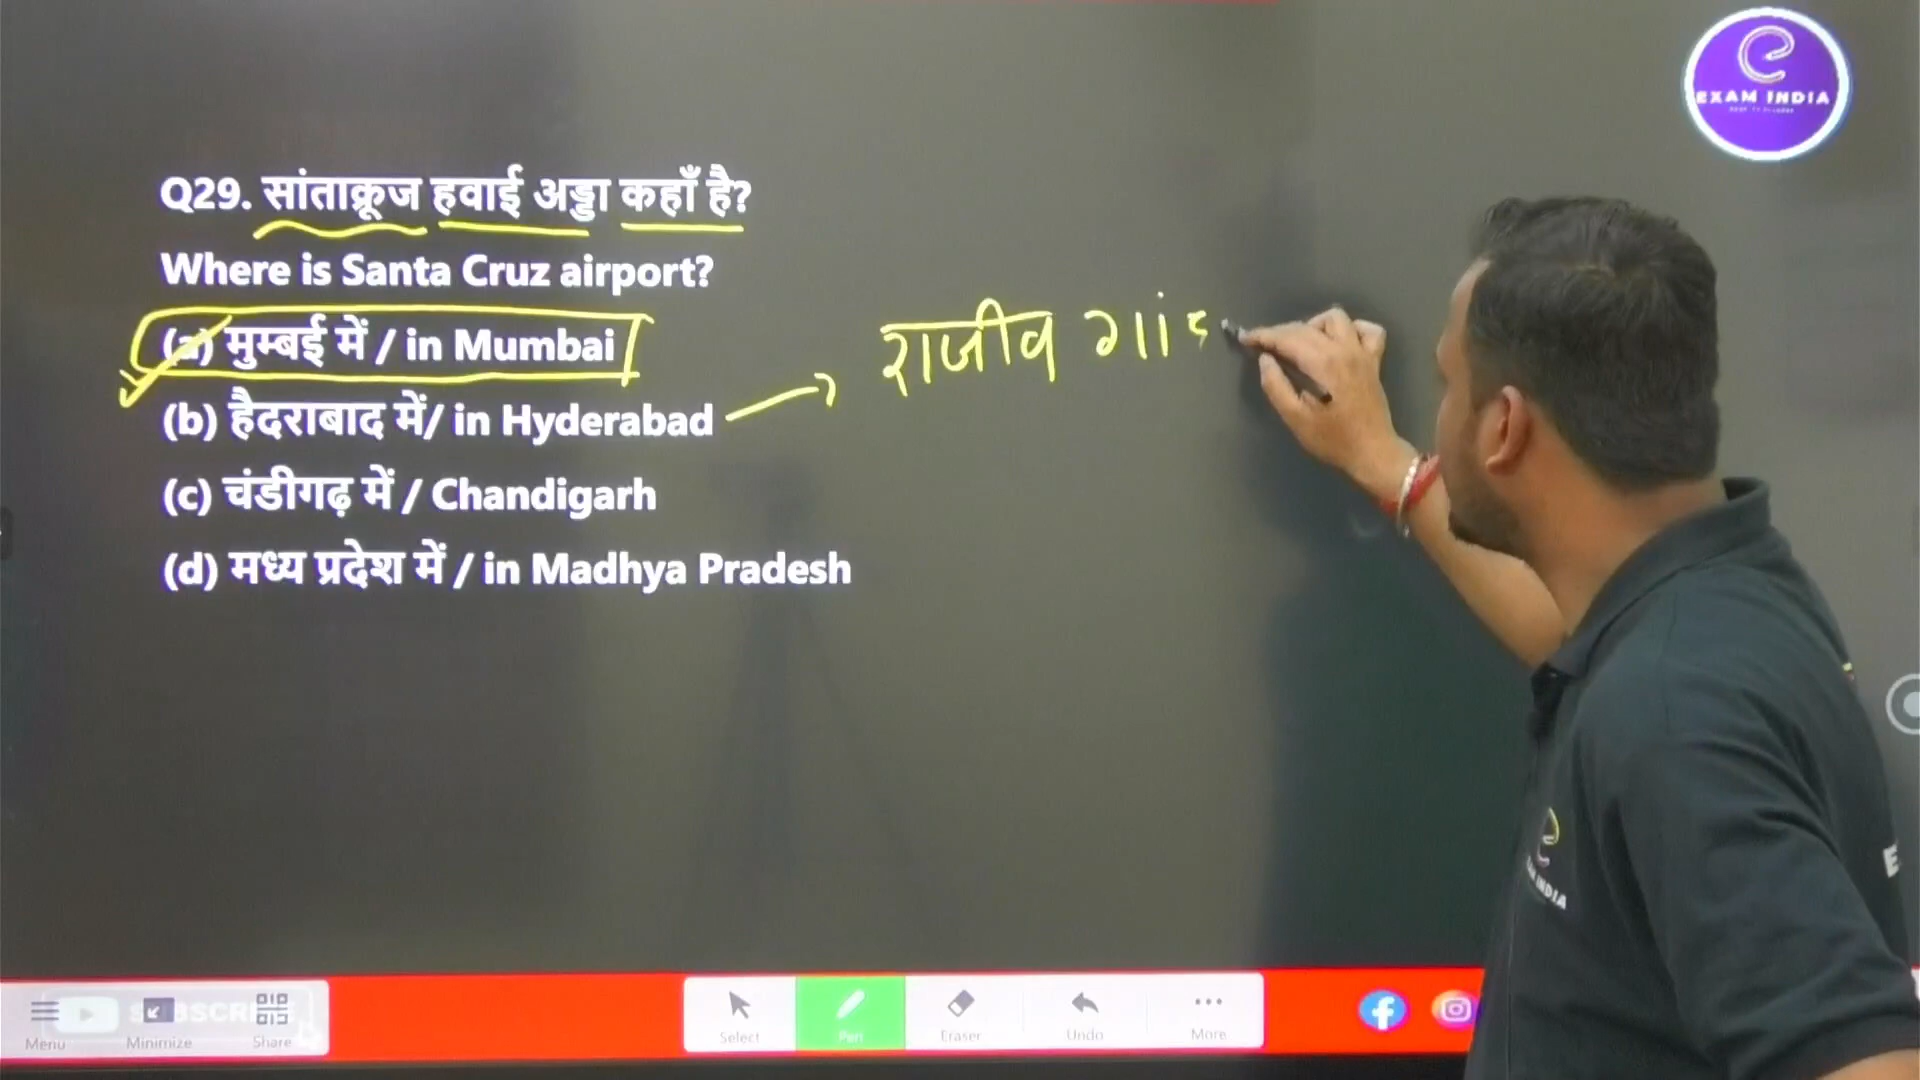 EXAM INDIA
Q29. सांताक्रूज हवाई अड्डा कहाँ है?
Where is Santa Cruz airport?
(a) मुम्बई में / in Mumbai
(b) हैदराबाद में/ in Hyderabad
राजीव गां
(c) चंडीगढ़ में / Chandigarh
(d) मध्य प्रदेश में / in Madhya Pradesh
INDIA
Menu
Minimize
Share
Select
Pen
Eraser
Undo
More